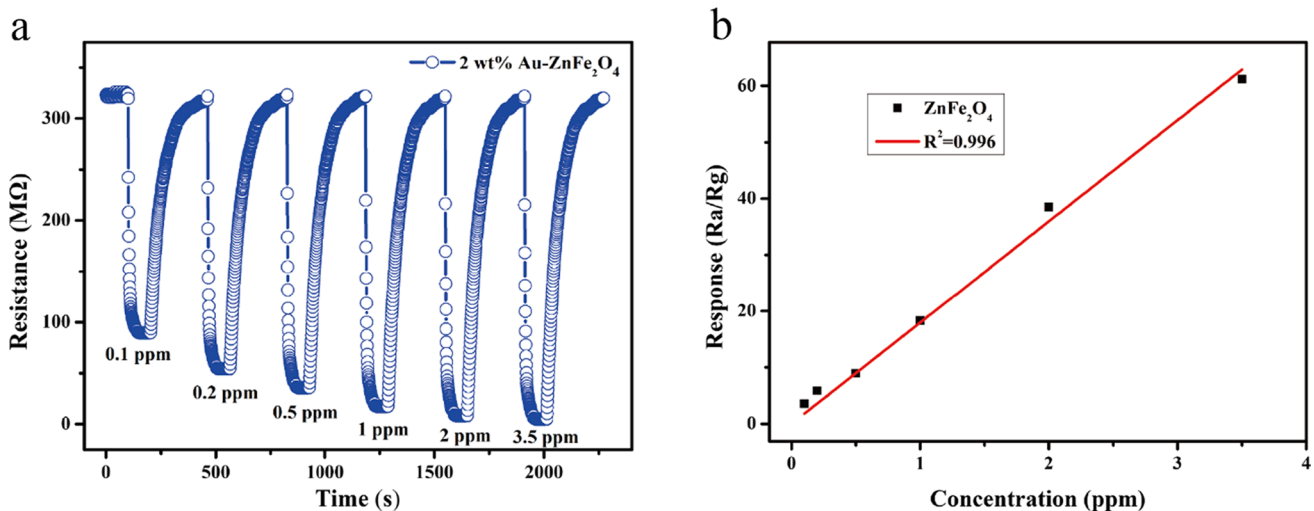 a
2 wt% Au-ZnFe₂O₄
300
200
100
0
Resistance (MΩ)
0.1 ppm
0.2 ppm
0.5 ppm
1 ppm
2 ppm
3.5 ppm
0 500 1000 1500 2000
Time (s)
b
ZnFe₂O₄
R²=0.996
60
40
20
0
Response (Ra/Rg)
0 1 2 3 4
Concentration (ppm)